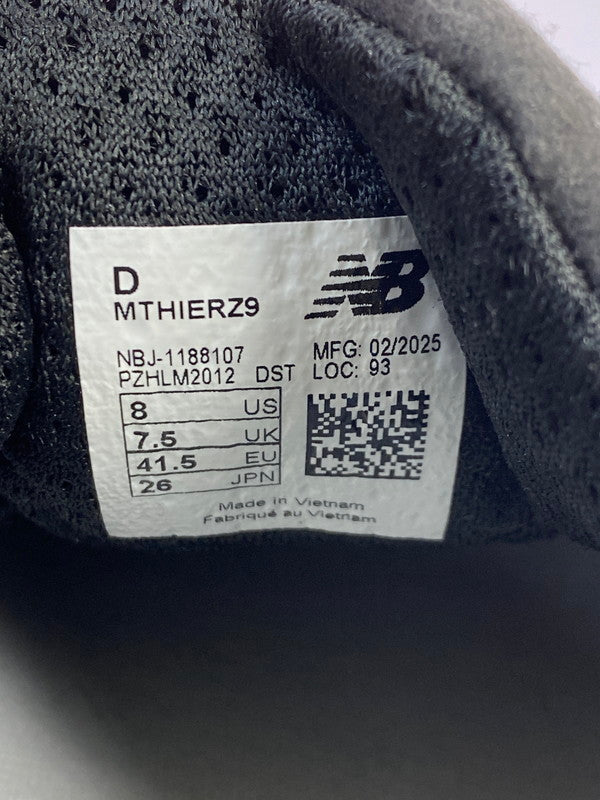 D
MTHIERZ9
NB
NBJ-1188107
PZHLM2012 DST
MFG: 02/2025
LOC: 93
8 US
7.5 UK
41.5 EU
26 JPN
Made in Vietnam
Fabriqué au Vietnam